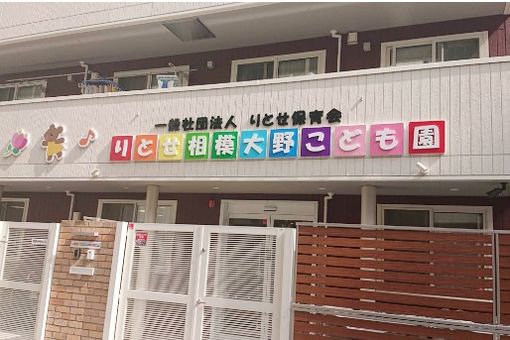 一般社団法人 りとせ保育会
りとせ相模大野こども園